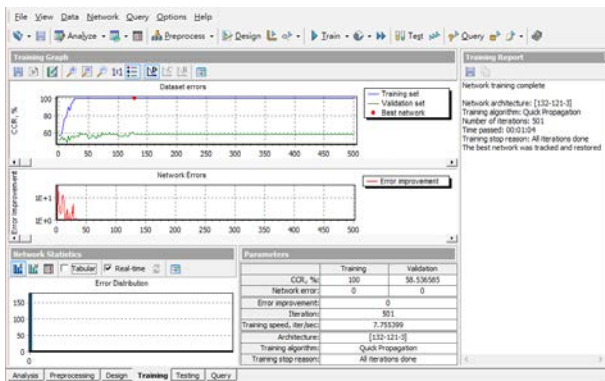 File View Data Network Query Options Help
Analyze Preprocess Design Train Test Query
Training Graph
Dataset errors
CCR, %
100
80
60
0 50 100 150 200 250 300 350 400 450 500
Training set
Validation set
Best network
Network Errors
Error improvement
1E+1
1E+0
0 50 100 150 200 250 300 350 400 450 500
Error improvement
Network Statistics
Tabular Real-time
Error Distribution
150
100
50
0
0
Parameters
Training Validation
CCR, %: 100 58.536585
Network error: 0 0
Error improvement: 0
Iteration: 501
Training speed, iter/sec: 7.755399
Architecture: [132-121-3]
Training algorithm: Quick Propagation
Training stop reason: All iterations done
Training Report
Network training complete
Network architecture: [132-121-3]
Training algorithm: Quick Propagation
Number of iterations: 501
Time passed: 00:01:04
Training stop reason: All iterations done
The best network was tracked and restored
Analysis Preprocessing Design Training Testing Query